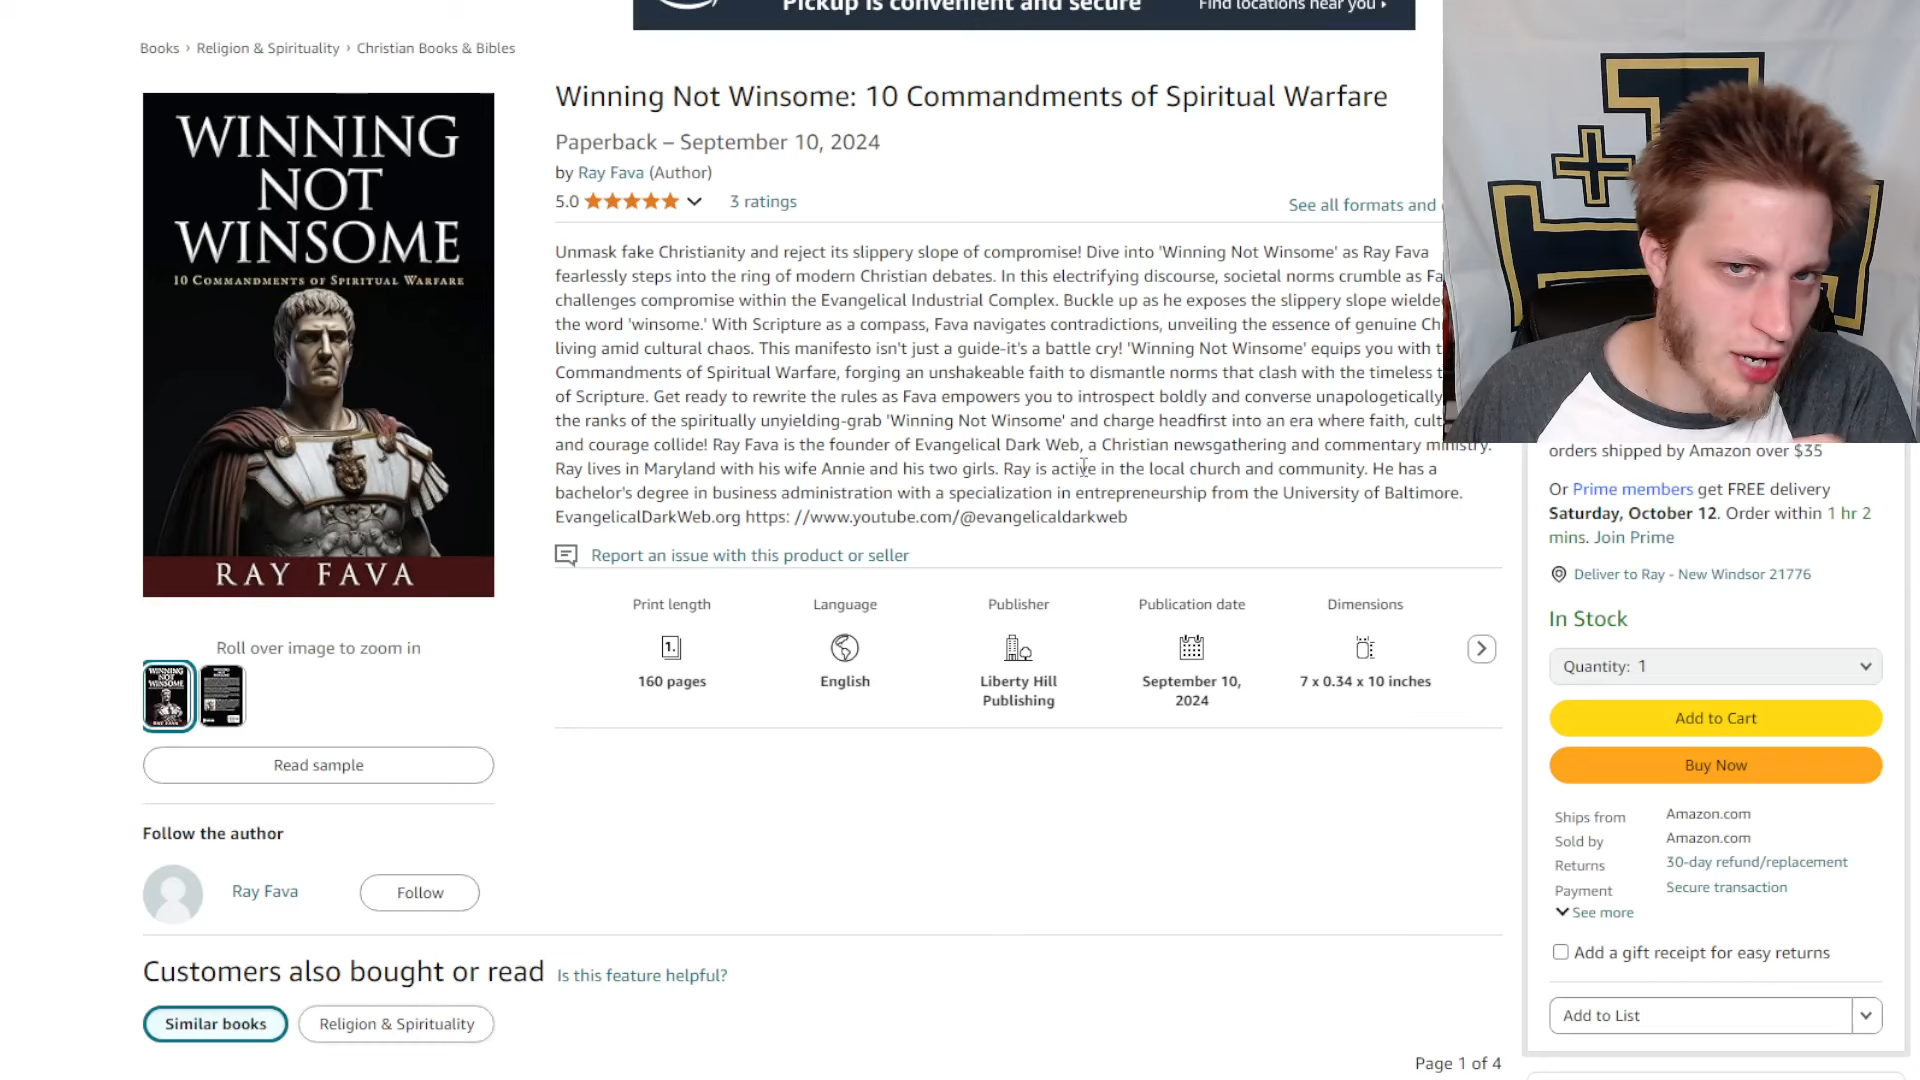 Pickup is convenient and secure
Find locations near you ▸
Books › Religion & Spirituality › Christian Books & Bibles
WINNING
NOT
WINSOME
10 COMMANDMENTS OF SPIRITUAL WARFARE
RAY FAVA
Roll over image to zoom in
Read sample
Follow the author
Ray Fava
Follow
Winning Not Winsome: 10 Commandments of Spiritual Warfare
Paperback – September 10, 2024
by Ray Fava (Author)
5.0
3 ratings
See all formats and
Unmask fake Christianity and reject its slippery slope of compromise! Dive into 'Winning Not Winsome' as Ray Fava
fearlessly steps into the ring of modern Christian debates. In this electrifying discourse, societal norms crumble as Fa
challenges compromise within the Evangelical Industrial Complex. Buckle up as he exposes the slippery slope wielde
the word 'winsome.' With Scripture as a compass, Fava navigates contradictions, unveiling the essence of genuine Ch
living amid cultural chaos. This manifesto isn't just a guide-it's a battle cry! 'Winning Not Winsome' equips you with t
Commandments of Spiritual Warfare, forging an unshakeable faith to dismantle norms that clash with the timeless t
of Scripture. Get ready to rewrite the rules as Fava empowers you to introspect boldly and converse unapologetically
the ranks of the spiritually unyielding-grab 'Winning Not Winsome' and charge headfirst into an era where faith, cult
and courage collide! Ray Fava is the founder of Evangelical Dark Web, a Christian newsgathering and commentary ministry.
Ray lives in Maryland with his wife Annie and his two girls. Ray is active in the local church and community. He has a
bachelor's degree in business administration with a specialization in entrepreneurship from the University of Baltimore.
EvangelicalDarkWeb.org https: //www.youtube.com/@evangelicaldarkweb
Report an issue with this product or seller
Print length
1.
160 pages
Language
English
Publisher
Liberty Hill
Publishing
Publication date
September 10,
2024
Dimensions
7 x 0.34 x 10 inches
orders shipped by Amazon over $35
Or Prime members get FREE delivery
Saturday, October 12. Order within 1 hr 2
mins. Join Prime
Deliver to Ray - New Windsor 21776
In Stock
Quantity: 1
Add to Cart
Buy Now
Ships from Amazon.com
Sold by Amazon.com
Returns 30-day refund/replacement
Payment Secure transaction
See more
Add a gift receipt for easy returns
Add to List
Customers also bought or read
Is this feature helpful?
Similar books
Religion & Spirituality
Page 1 of 4